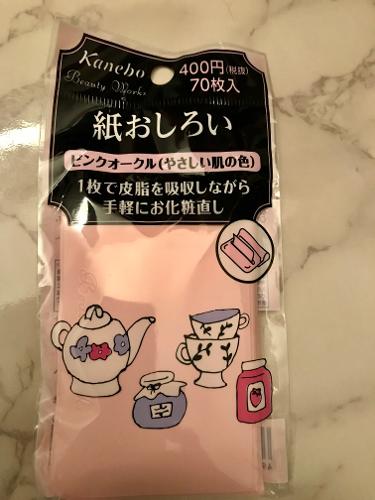 Kanebo
Beauty Works
400円(税抜)
70枚入
紙おしろい
ピンクオークル(やさしい肌の色)
1枚で皮脂を吸収しながら
手軽にお化粧直し